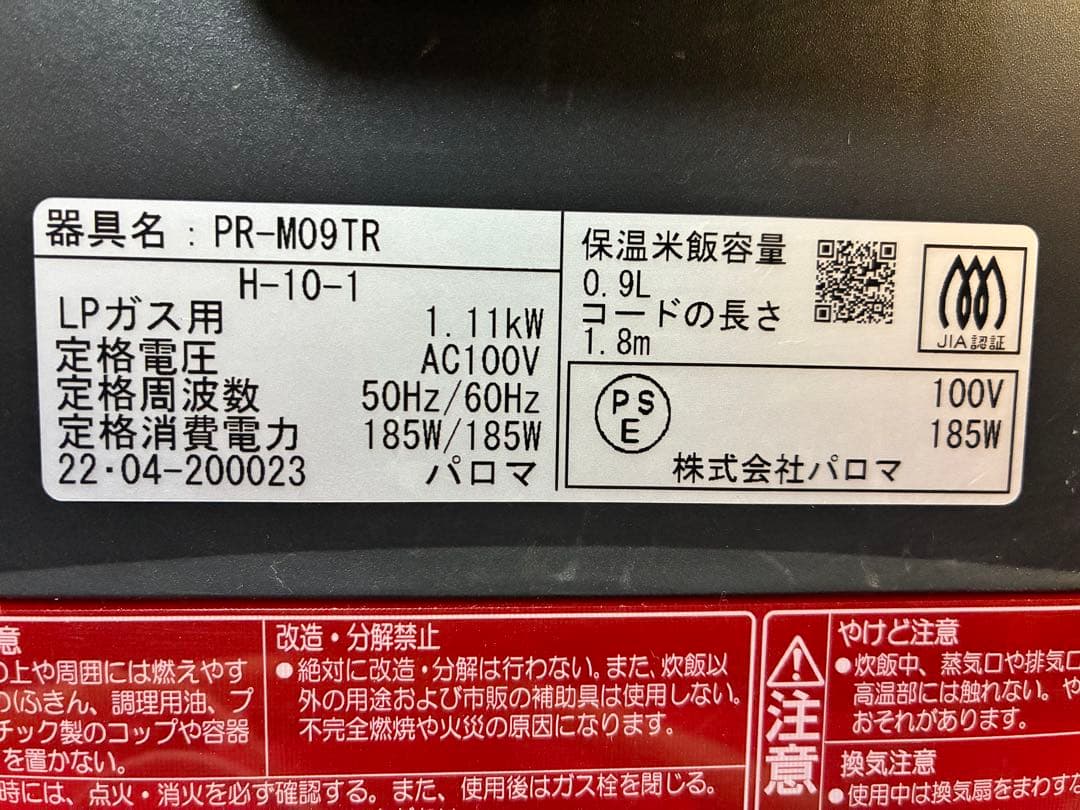 器具名 : PR-M09TR
H-10-1
LPガス用 1.11kW
定格電圧 AC100V
定格周波数 50Hz/60Hz
定格消費電力 185W/185W
22・04-200023 パロマ
保温米飯容量
0.9L
コードの長さ
1.8m
JIA認証
PS
E
100V
185W
株式会社パロマ
意
の上や周囲には燃えやす
の(ふきん、調理用油、プ
チック製のコップや容器
を置かない。
改造・分解禁止
●絶対に改造・分解は行わない。また、炊飯以
外の用途および市販の補助具は使用しない。
不完全燃焼や火災の原因になります。
時には、点火・消火を必ず確認する。また、使用後はガス栓を閉じる。
注意
やけど注意
●炊飯中、蒸気口や排気口
高温部には触れない。や
おそれがあります。
換気注意
●使用中は換気扇をまわすな